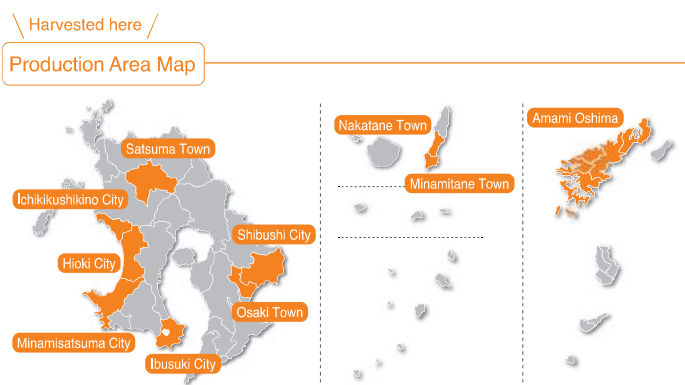 Harvested here
Production Area Map
Satsuma Town
Ichikikushikino City
Hioki City
Minamisatsuma City
Ibusuki City
Shibushi City
Osaki Town
Nakatane Town
Minamitane Town
Amami Oshima